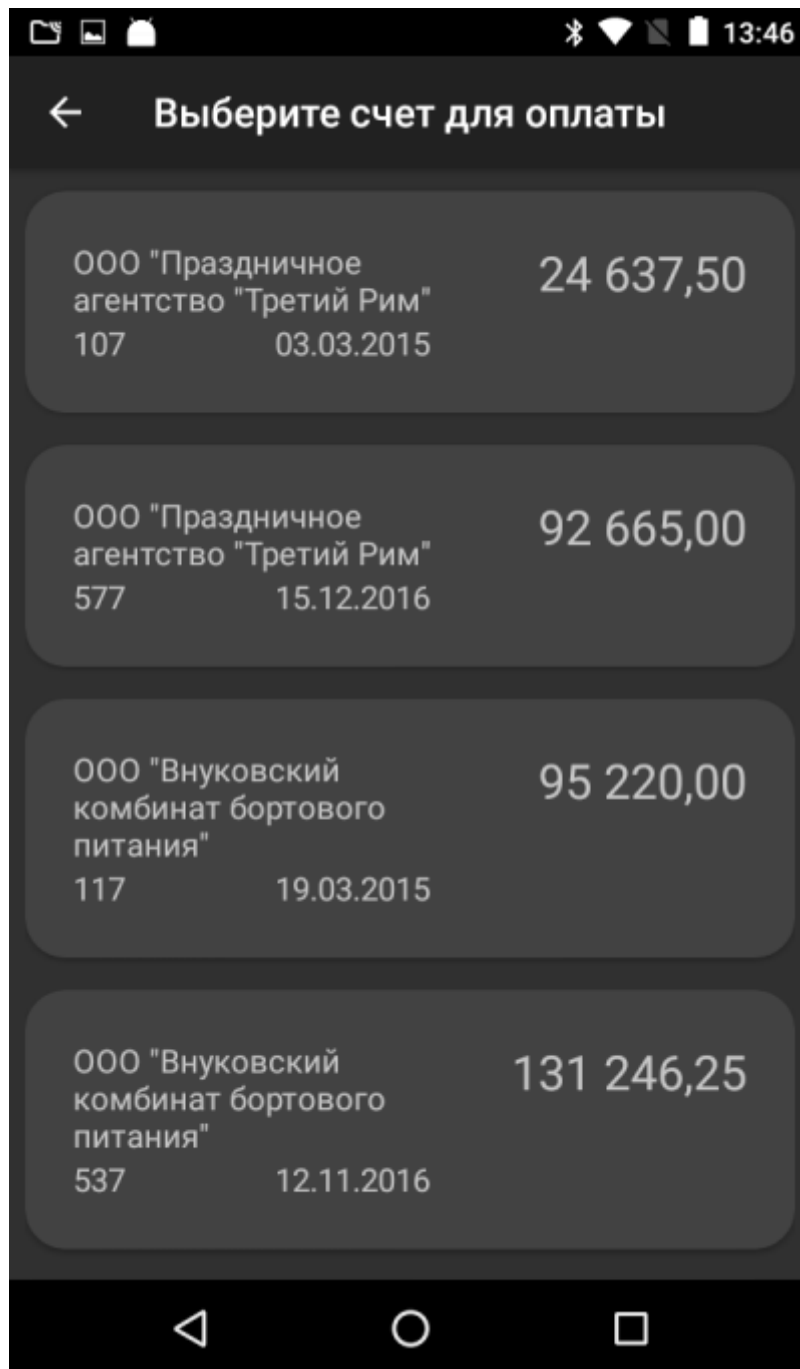 13:46
Выберите счет для оплаты
ООО "Праздничное
агентство "Третий Рим"
24 637,50
107 03.03.2015
ООО "Праздничное
агентство "Третий Рим"
92 665,00
577 15.12.2016
ООО "Внуковский
комбинат бортового
питания"
95 220,00
117 19.03.2015
ООО "Внуковский
комбинат бортового
питания"
131 246,25
537 12.11.2016